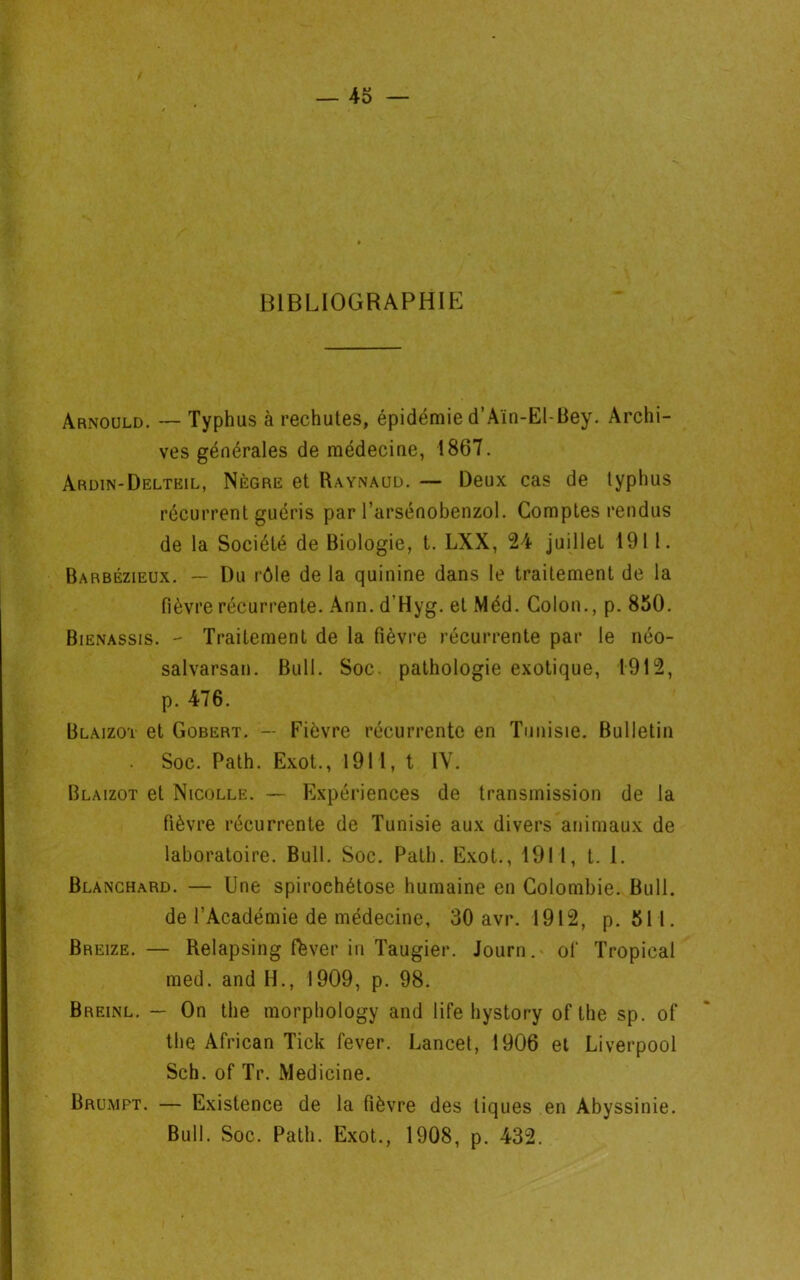 — 45 —
BIBLIOGRAPHIE
Arnould. — Typhus à rechutes, épidémie d'Aïn-El-Bey. Archi-
ves générales de médecine, 1867.
Ardin-Delteil, Nègre et Raynaud. — Deux cas de typhus
récurrent guéris par l'arsénobenzol. Comptes rendus
de la Société de Biologie, t. LXX, 24 juillet 1911.
Barbézieux. — Du rôle de la quinine dans le traitement de la
fièvre récurrente. Ann. d'Hyg. et Méd. Colon., p. 850.
Bienassis. - Traitement de la fièvre récurrente par le néo-
salvarsan. Bull. Soc. pathologie exotique, 1912,
p. 476.
Blaizot et Gobert. — Fièvre récurrente en Tunisie. Bulletin
Soc. Path. Exot., 1911, t IV.
Blaizot et Nicolle. — Expériences de transmission de la
fièvre récurrente de Tunisie aux divers animaux de
laboratoire. Bull. Soc. Path. Exot., 1911, t. I.
Blanchard. — Une spirochétose humaine en Colombie. Bull.
de l'Académie de médecine, 30 avr. 1912, p. 511.
Breize. — Relapsing fever in Taugier. Journ. of Tropical
med. and H., 1909, p. 98.
Breinl. — On the morphology and life hystory of the sp. of
the African Tick fever. Lancet, 1906 et Liverpool
Sch. of Tr. Medicine.
Brumpt. — Existence de la fièvre des tiques en Abyssinie.
Bull. Soc. Path. Exot., 1908, p. 432.